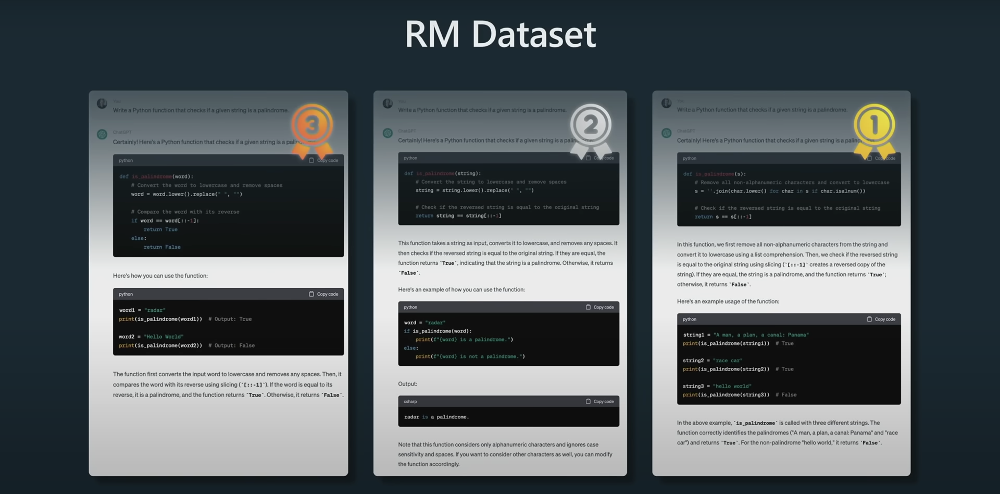 RM Dataset
3
You
Write a Python function that checks if a given string is a palindrome.
ChatGPT
Certainly! Here's a Python function that checks if a given string is a
python
Copy code
def is_palindrome(word):
# Convert the word to lowercase and remove spaces
word = word.lower().replace(" ", "")
# Compare the word with its reverse
if word == word[::-1]:
return True
else:
return False
Here's how you can use the function:
python
Copy code
word1 = "radar"
print(is_palindrome(word1)) # Output: True
word2 = "Hello World"
print(is_palindrome(word2)) # Output: False
The function first converts the input word to lowercase and removes any spaces. Then, it
compares the word with its reverse using slicing (`[::-1]`). If the word is equal to its
reverse, it is a palindrome, and the function returns `True`. Otherwise, it returns `False`.
2
You
Write a Python function that checks if a given string is a palindrome.
ChatGPT
Certainly! Here's a Python function that checks if a given string is a
python
Copy code
def is_palindrome(string):
# Convert the string to lowercase and remove spaces
string = string.lower().replace(" ", "")
# Check if the reversed string is equal to the original string
return string == string[::-1]
This function takes a string as input, converts it to lowercase, and removes any spaces. It
then checks if the reversed string is equal to the original string. If they are equal, the
function returns `True`, indicating that the string is a palindrome. Otherwise, it returns
`False`.
Here's an example of how you can use the function:
python
Copy code
word = "radar"
if is_palindrome(word):
print(f"{word} is a palindrome.")
else:
print(f"{word} is not a palindrome.")
Output:
csharp
Copy code
radar is a palindrome.
Note that this function considers only alphanumeric characters and ignores case
sensitivity and spaces. If you want to consider other characters as well, you can modify
the function accordingly.
1
You
Write a Python function that checks if a given string is a palindrome.
ChatGPT
Certainly! Here's a Python function that checks if a given string is a
python
Copy code
def is_palindrome(s):
# Remove all non-alphanumeric characters and convert to lowercase
s = ''.join(char.lower() for char in s if char.isalnum())
# Check if the reversed string is equal to the original string
return s == s[::-1]
In this function, we first remove all non-alphanumeric characters from the string and
convert it to lowercase using a list comprehension. Then, we check if the reversed string
is equal to the original string using slicing (`[::-1]` creates a reversed copy of the
string). If they are equal, the string is a palindrome, and the function returns `True`;
otherwise, it returns `False`.
Here's an example usage of the function:
python
Copy code
string1 = "A man, a plan, a canal: Panama"
print(is_palindrome(string1)) # True
string2 = "race car"
print(is_palindrome(string2)) # True
string3 = "hello world"
print(is_palindrome(string3)) # False
In the above example, `is_palindrome` is called with three different strings. The
function correctly identifies the palindromes ("A man, a plan, a canal: Panama" and "race
car") and returns `True`. For the non-palindrome "hello world," it returns `False`.